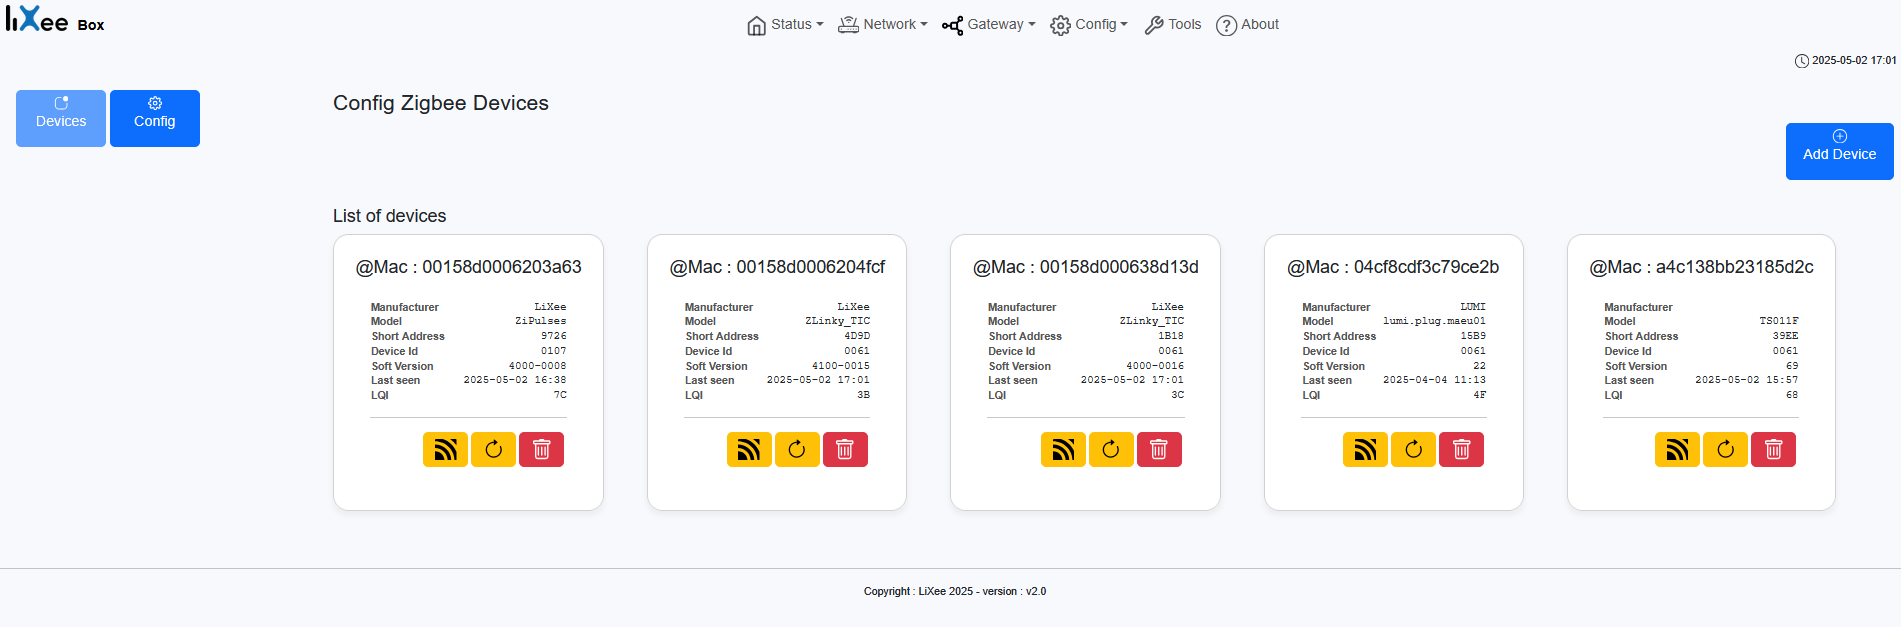 liXee Box
Status Network Gateway Config Tools About
2025-05-02 17:01
Devices
Config
Config Zigbee Devices
Add Device
List of devices
@Mac : 00158d0006203a63
Manufacturer LiXee
Model ZiPulses
Short Address 9726
Device Id 0107
Soft Version 4000-0008
Last seen 2025-05-02 16:38
LQI 7C
@Mac : 00158d0006204fcf
Manufacturer LiXee
Model ZLinky_TIC
Short Address 4D9D
Device Id 0061
Soft Version 4100-0015
Last seen 2025-05-02 17:01
LQI 3B
@Mac : 00158d000638d13d
Manufacturer LiXee
Model ZLinky_TIC
Short Address 1B18
Device Id 0061
Soft Version 4000-0016
Last seen 2025-05-02 17:01
LQI 3C
@Mac : 04cf8cdf3c79ce2b
Manufacturer LUMI
Model lumi.plug.maeu01
Short Address 15B9
Device Id 0061
Soft Version 22
Last seen 2025-04-04 11:13
LQI 4F
@Mac : a4c138bb23185d2c
Manufacturer
Model TS011F
Short Address 39EE
Device Id 0061
Soft Version 69
Last seen 2025-05-02 15:57
LQI 68
Copyright : LiXee 2025 - version : v2.0